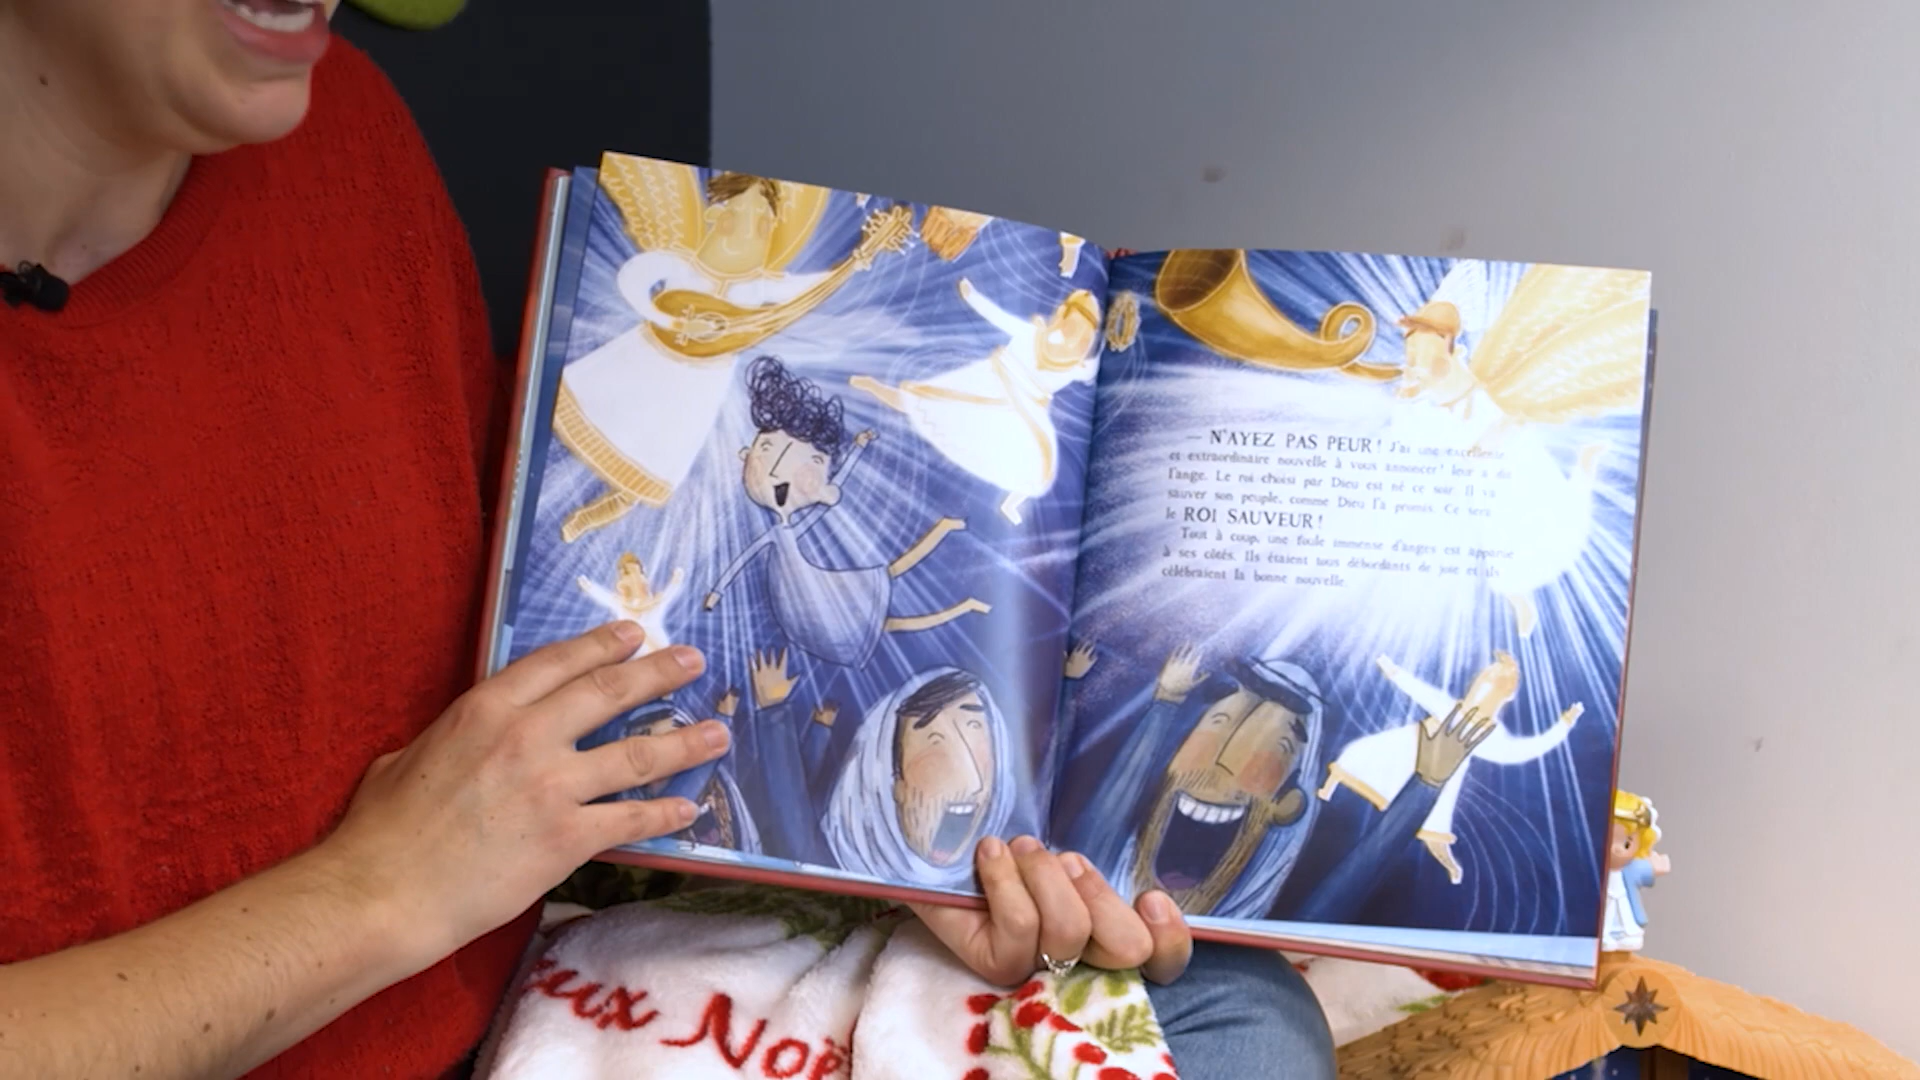 — N'AYEZ PAS PEUR ! J'ai une excellente
et extraordinaire nouvelle à vous annoncer ! leur a dit
l'ange. Le roi choisi par Dieu est né ce soir. Il va
sauver son peuple, comme Dieu l'a promis. Ce sera
le ROI SAUVEUR !
Tout à coup, une foule immense d'anges est apparue
à ses côtés. Ils étaient tous débordants de joie et ils
célébraient la bonne nouvelle.
eux Noë